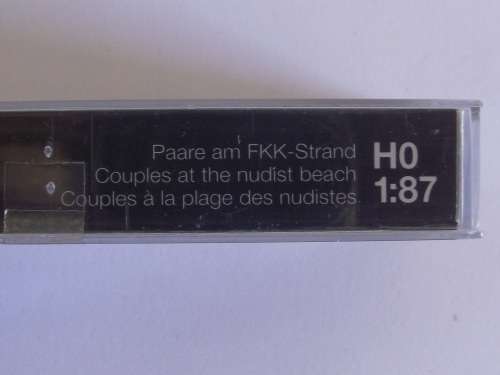 Paare am FKK-Strand
Couples at the nudist beach
Couples à la plage des nudistes
H0
1:87